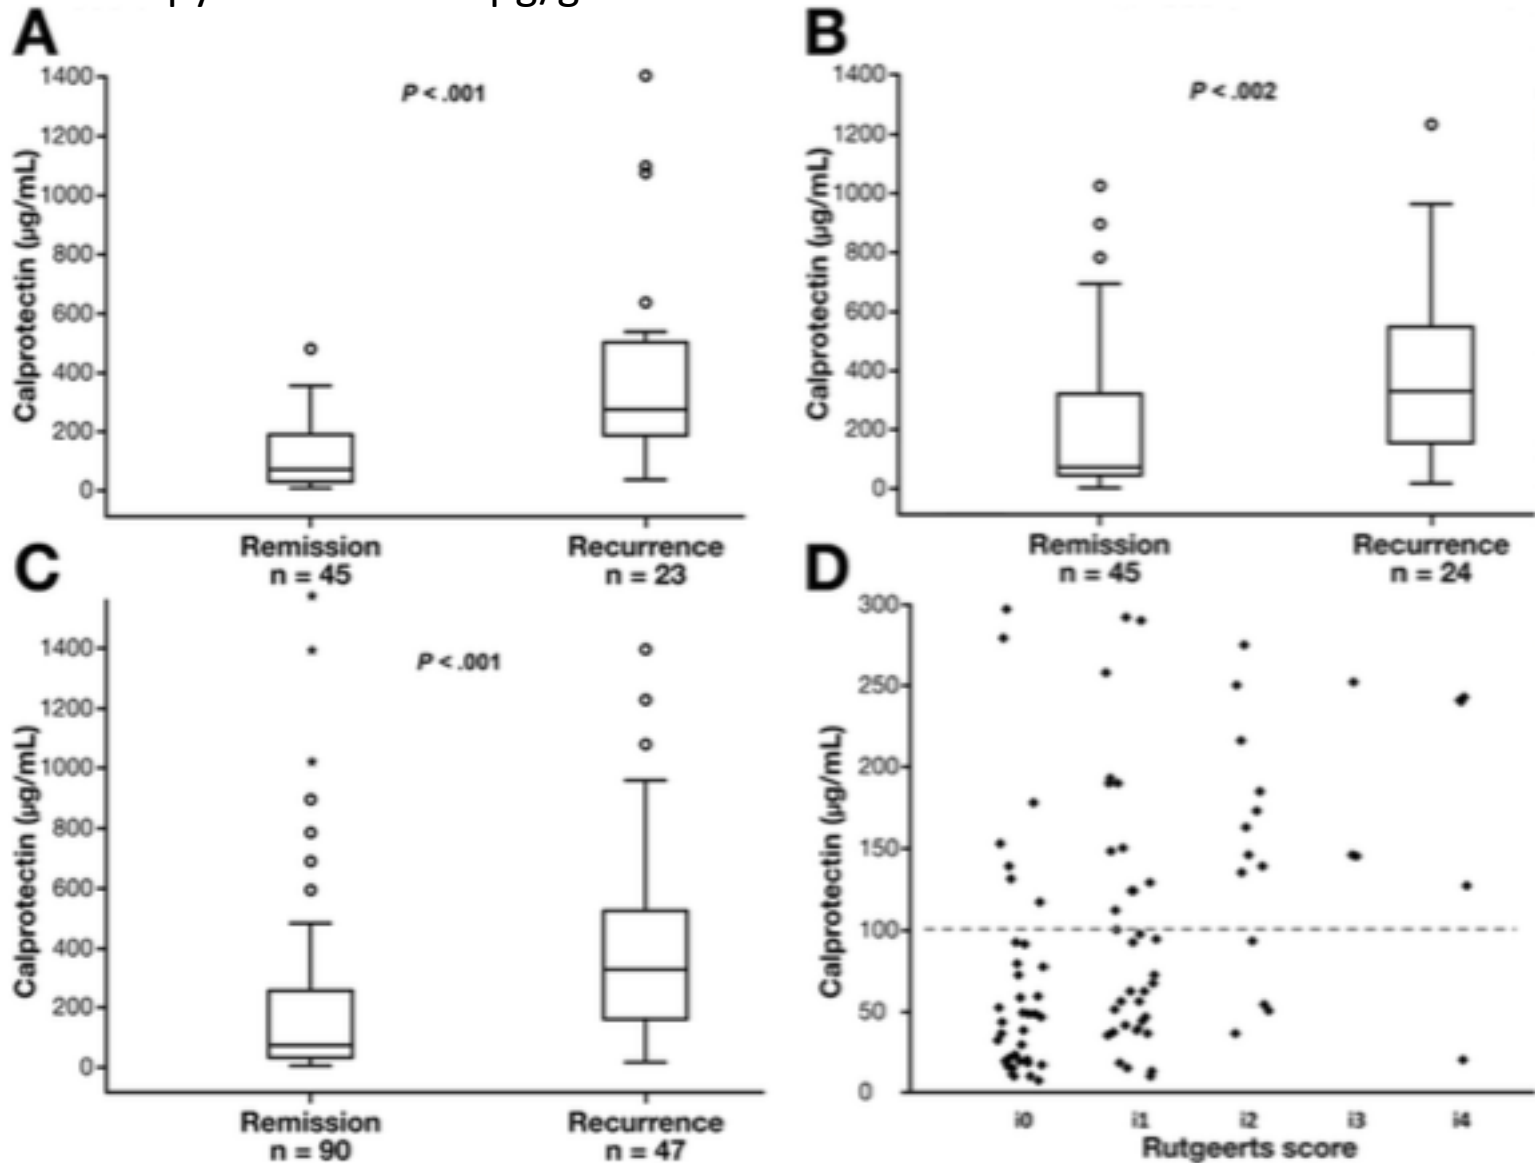 A
1400
1200
1000
800
600
400
200
0
Calprotectin (µg/mL)
P < .001
Remission
n = 45
Recurrence
n = 23
B
1400
1200
1000
800
600
400
200
0
Calprotectin (µg/mL)
P < .002
Remission
n = 45
Recurrence
n = 24
C
1400
1200
1000
800
600
400
200
0
Calprotectin (µg/mL)
P < .001
Remission
n = 90
Recurrence
n = 47
D
300
250
200
150
100
50
0
Calprotectin (µg/mL)
i0 i1 i2 i3 i4
Rutgeerts score